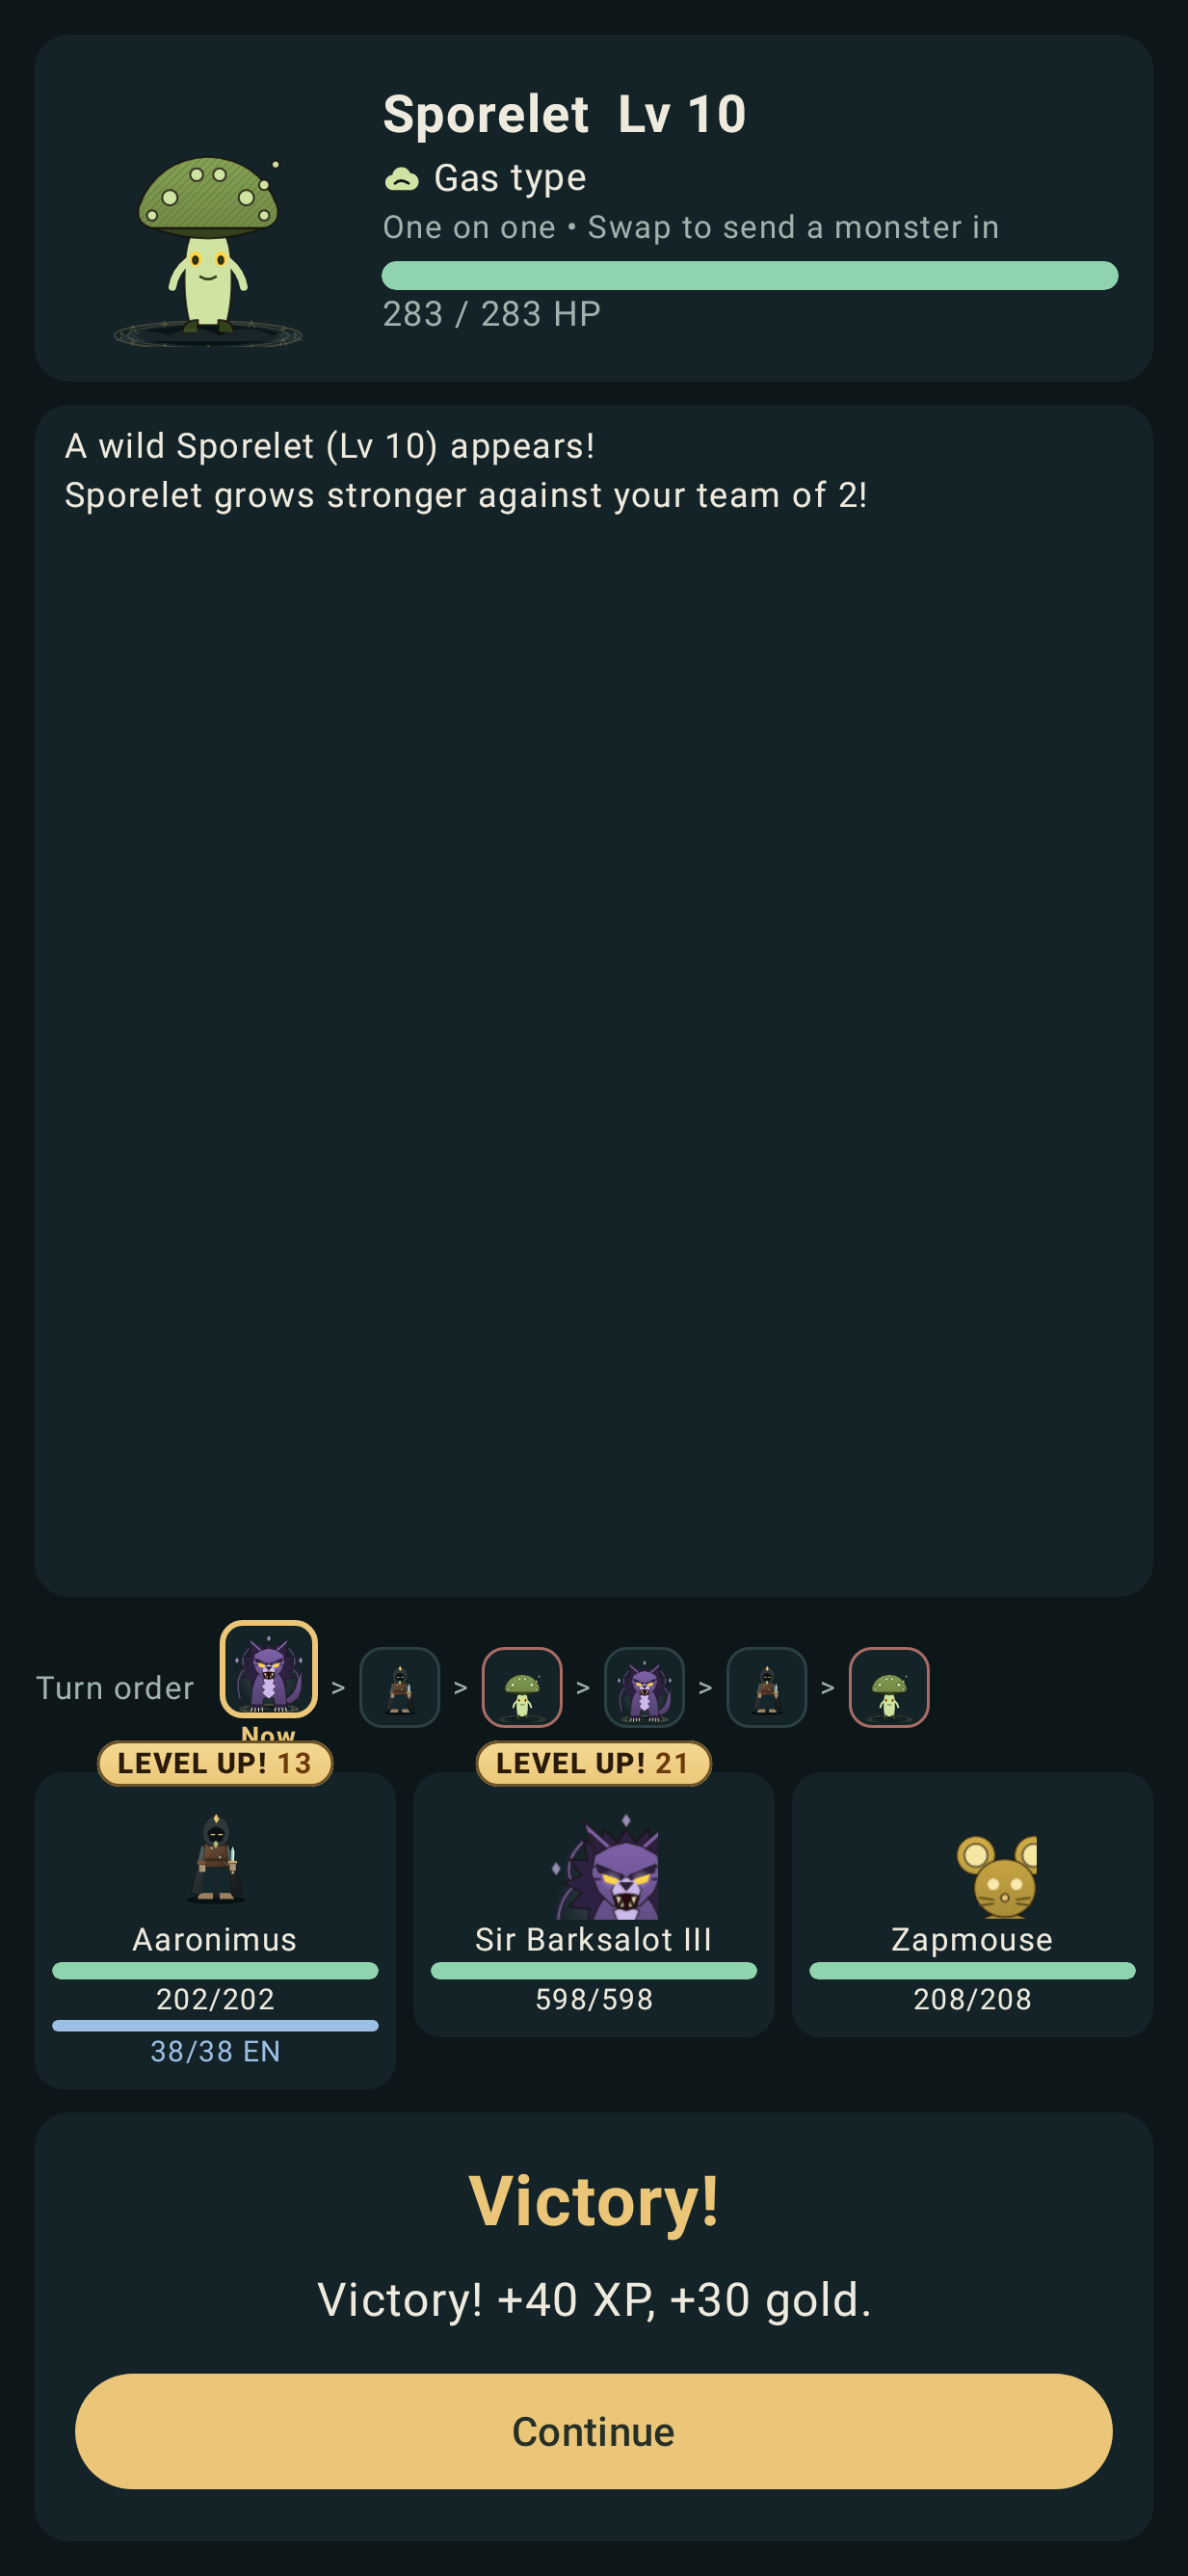 Sporelet Lv 10
Gas type
One on one • Swap to send a monster in
283 / 283 HP
A wild Sporelet (Lv 10) appears!
Sporelet grows stronger against your team of 2!
Turn order > > > > >
Now
LEVEL UP! 13
LEVEL UP! 21
Aaronimus
202/202
38/38 EN
Sir Barksalot III
598/598
Zapmouse
208/208
Victory!
Victory! +40 XP, +30 gold.
Continue